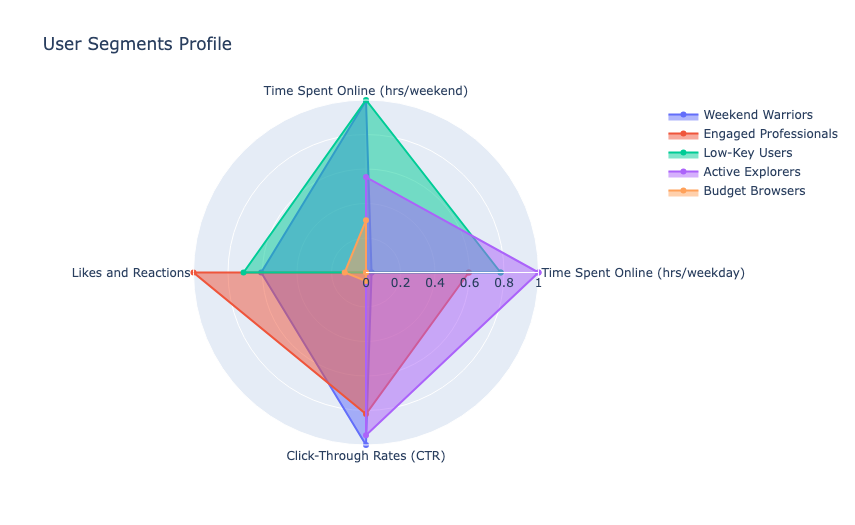 User Segments Profile
Time Spent Online (hrs/weekend)
Weekend Warriors
Engaged Professionals
Low-Key Users
Active Explorers
Budget Browsers
Likes and Reactions
Time Spent Online (hrs/weekday)
0 0.2 0.4 0.6 0.8 1
Click-Through Rates (CTR)